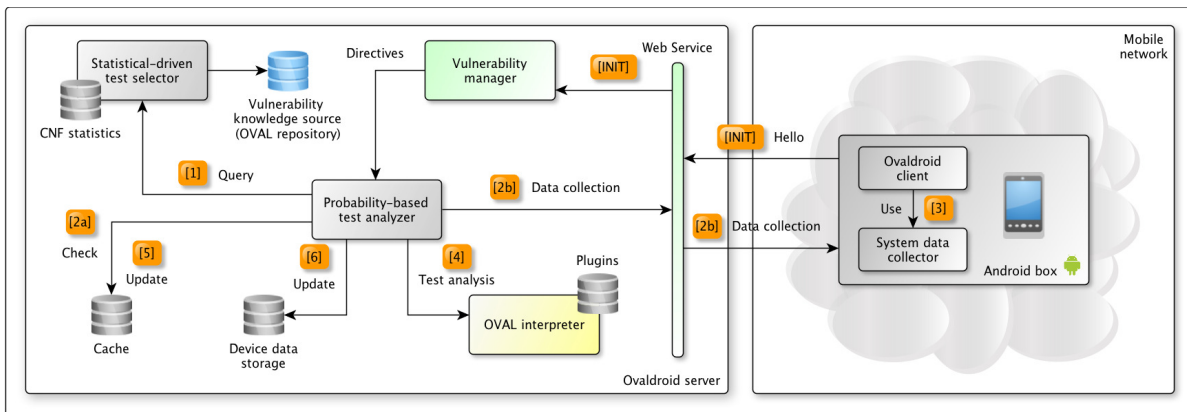 Statistical-driven
test selector
CNF statistics
Vulnerability
knowledge source
(OVAL repository)
Directives
Vulnerability
manager
[INIT]
Web Service
Mobile
network
[INIT] Hello
Ovaldroid
client
Use [3]
System data
collector
Android box
[1] Query
Probability-based
test analyzer
[2b] Data collection
[2b] Data collection
[2a]
Check
[5]
Update
[6]
Update
[4]
Test analysis
Plugins
Cache
Device data
storage
OVAL interpreter
Ovaldroid server